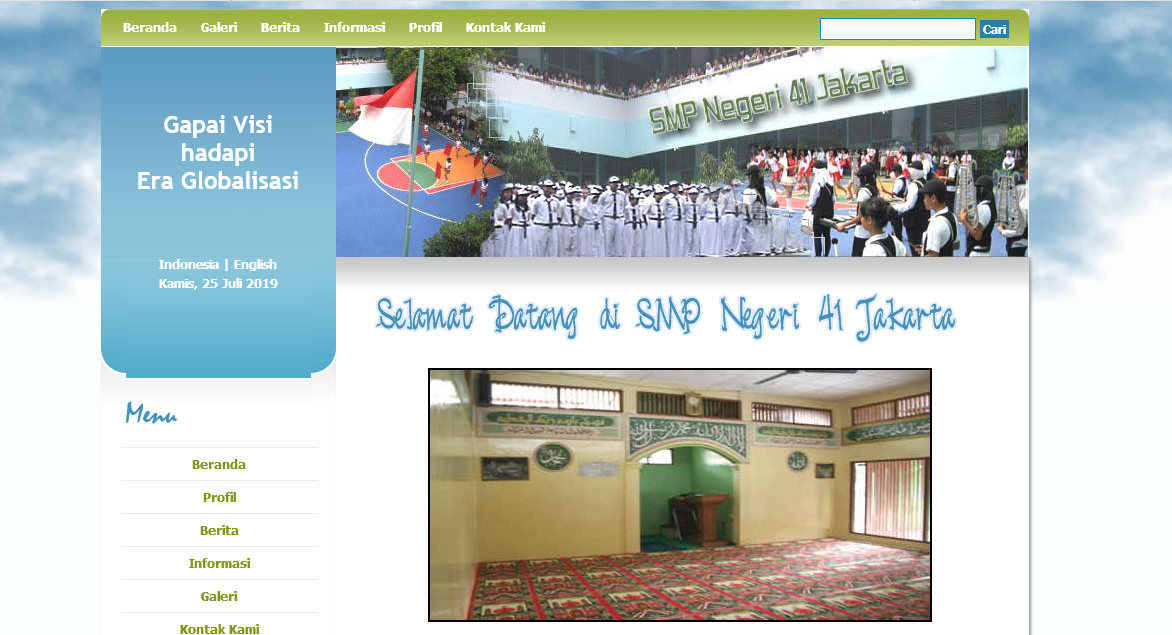 Beranda Galeri Berita Informasi Profil Kontak Kami Cari
SMP Negeri 41 Jakarta
Gapai Visi
hadapi
Era Globalisasi
Indonesia | English
Kamis, 25 Juli 2019
Selamat Datang di SMP Negeri 41 Jakarta
Menu
Beranda
Profil
Berita
Informasi
Galeri
Kontak Kami